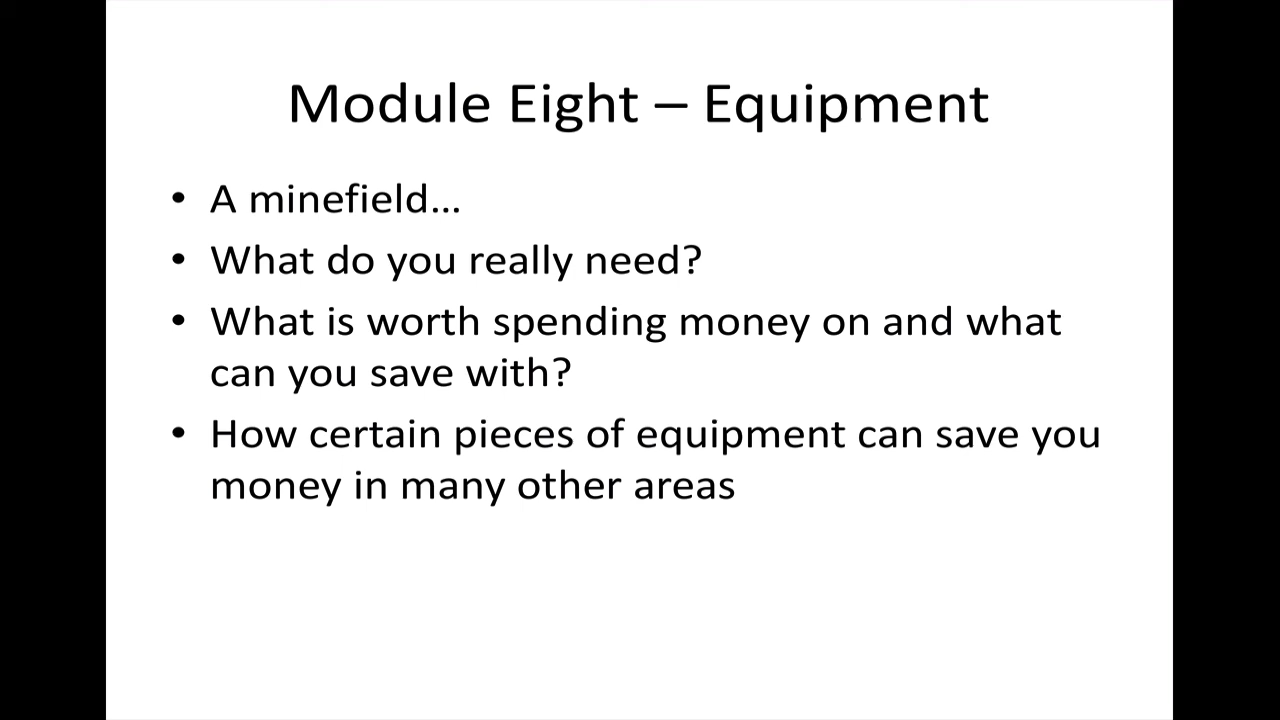 Module Eight – Equipment
• A minefield...
• What do you really need?
• What is worth spending money on and what
can you save with?
• How certain pieces of equipment can save you
money in many other areas